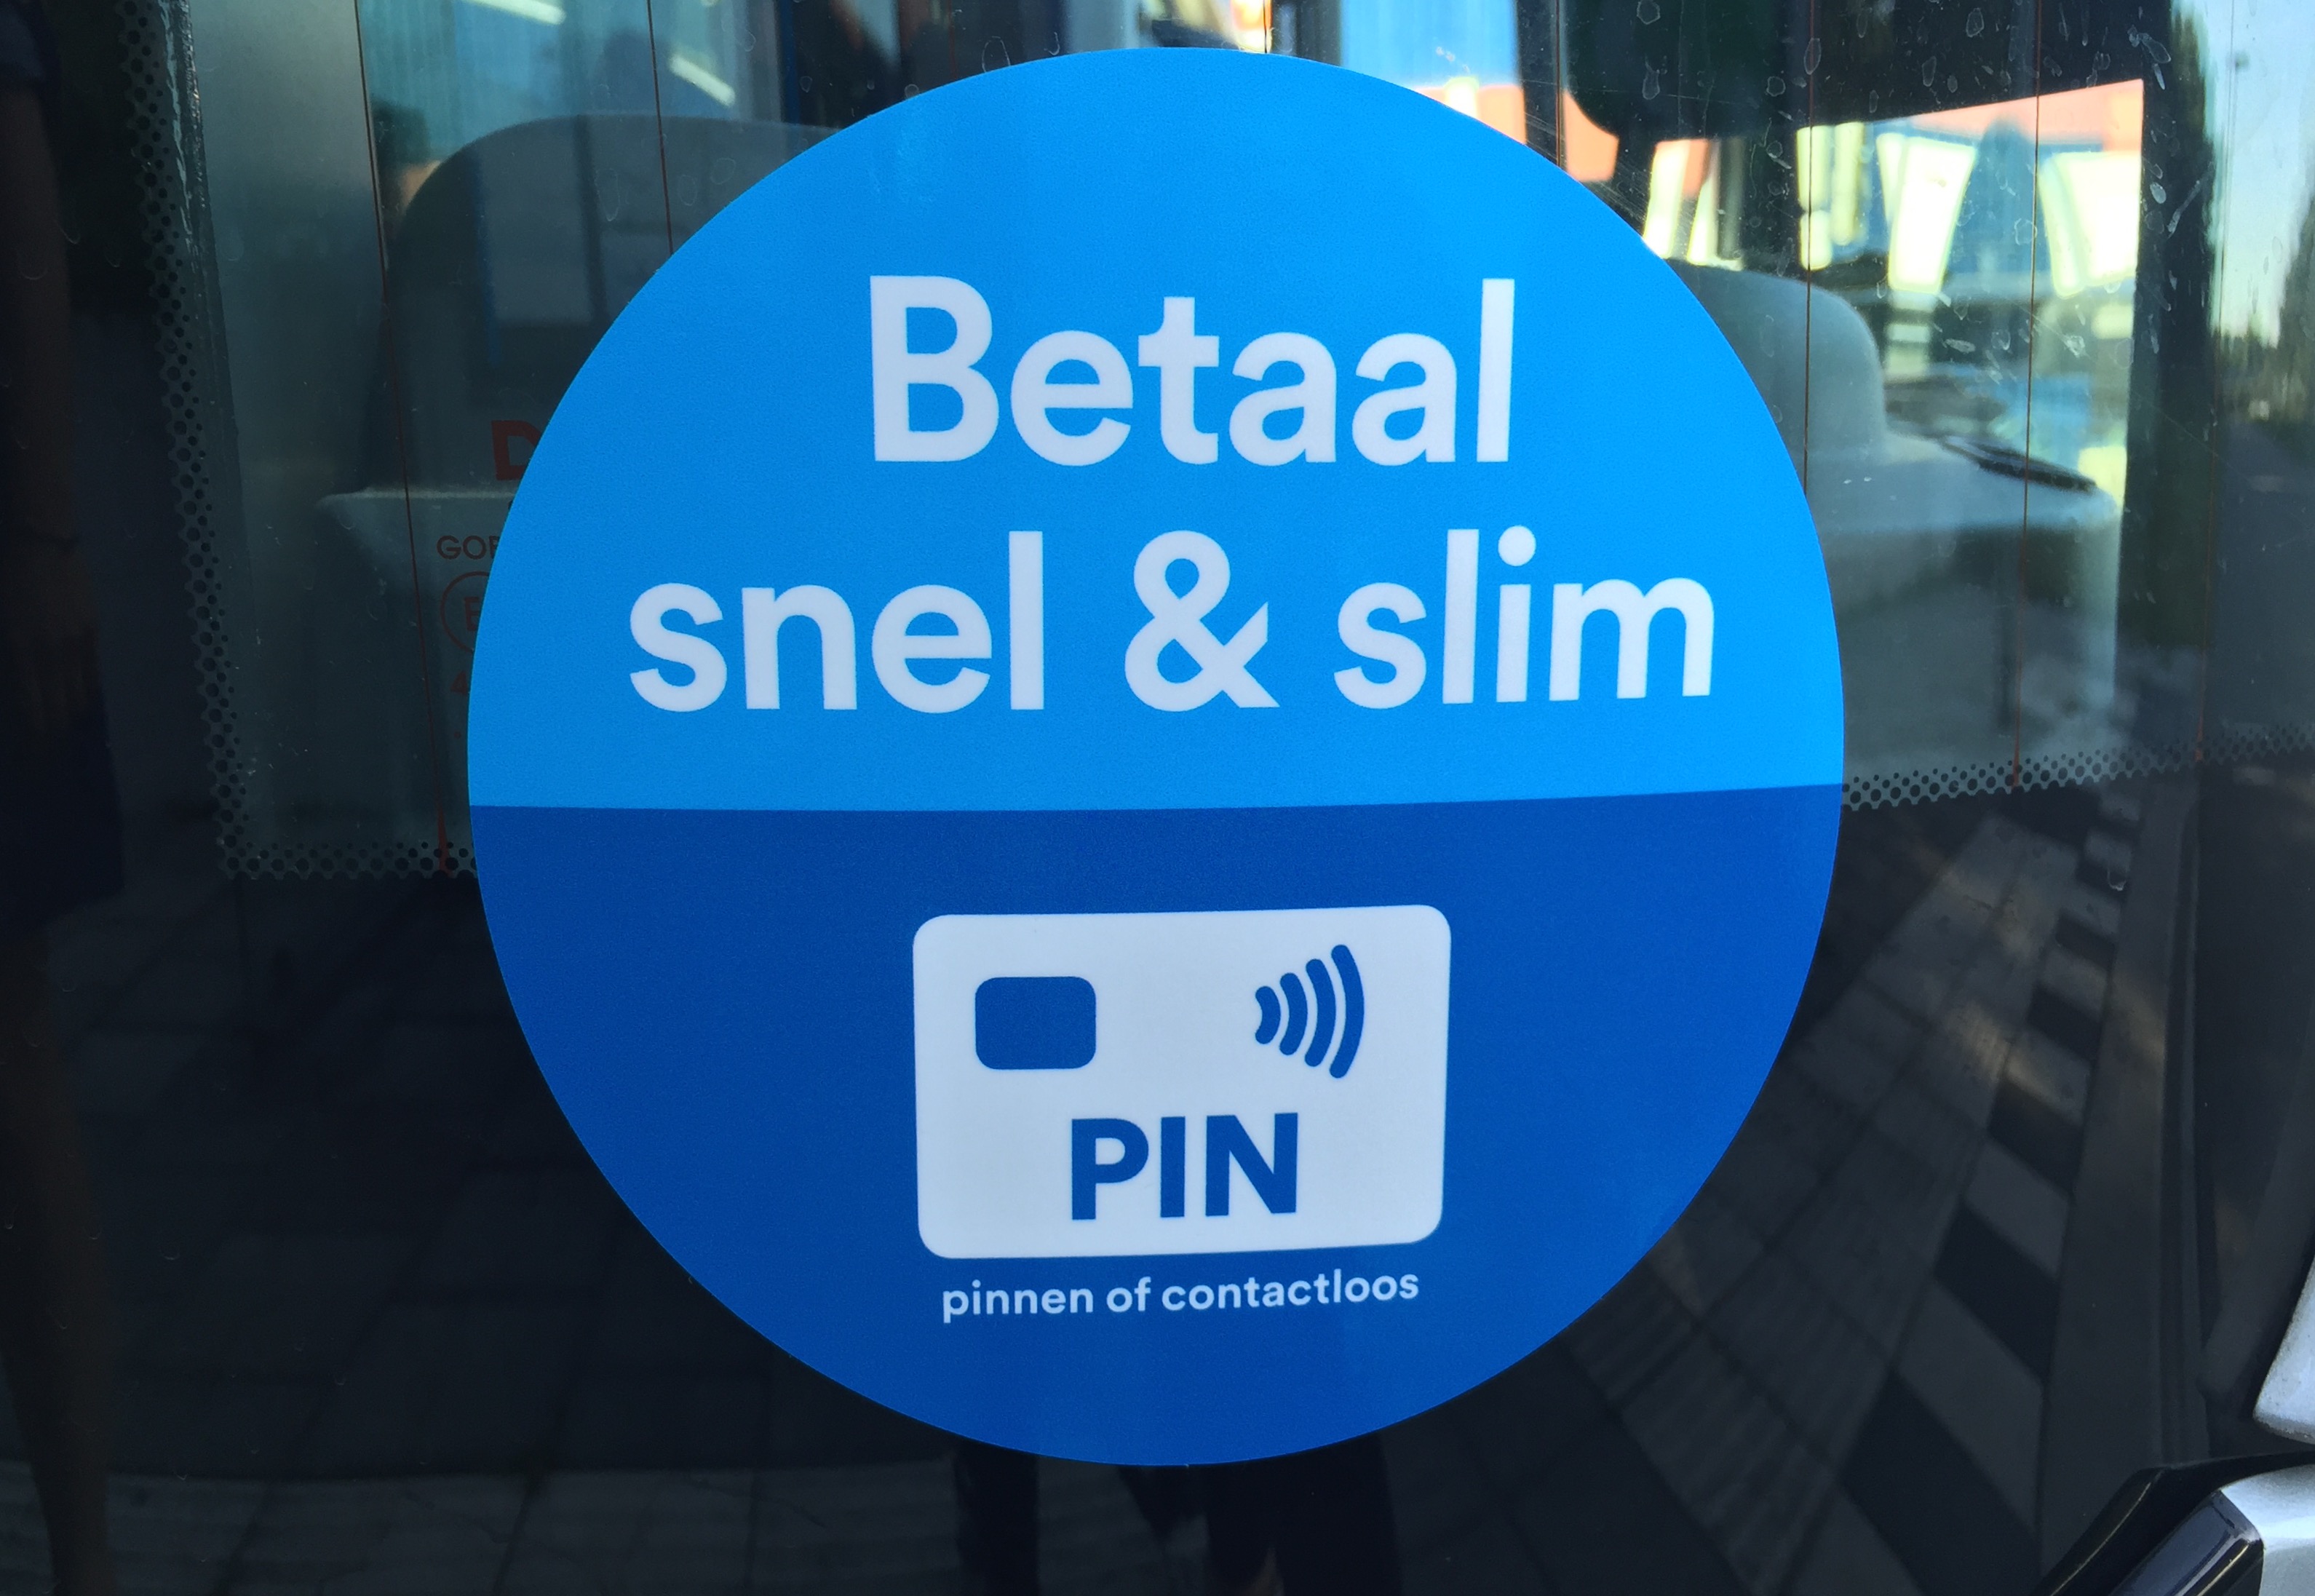 Betaal
snel & slim
PIN
pinnen of contactloos